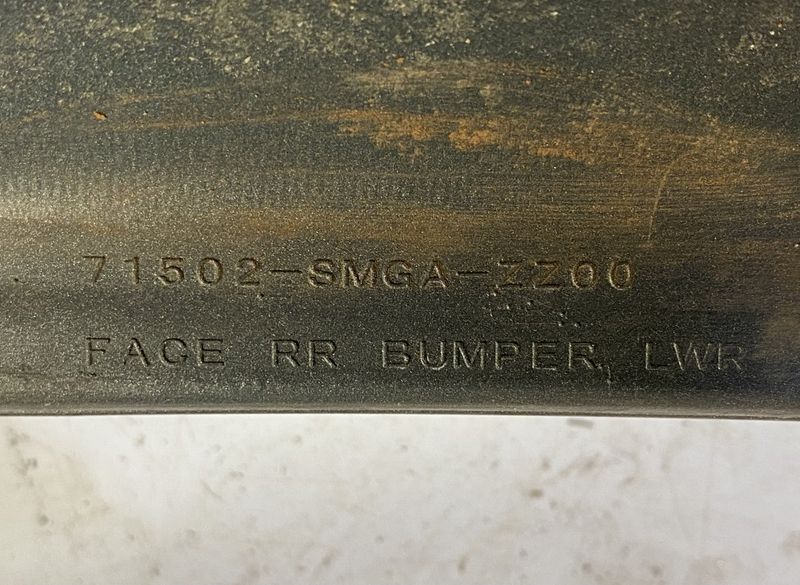 71502-SMGA-ZZ00
FACE RR BUMPER, LWR